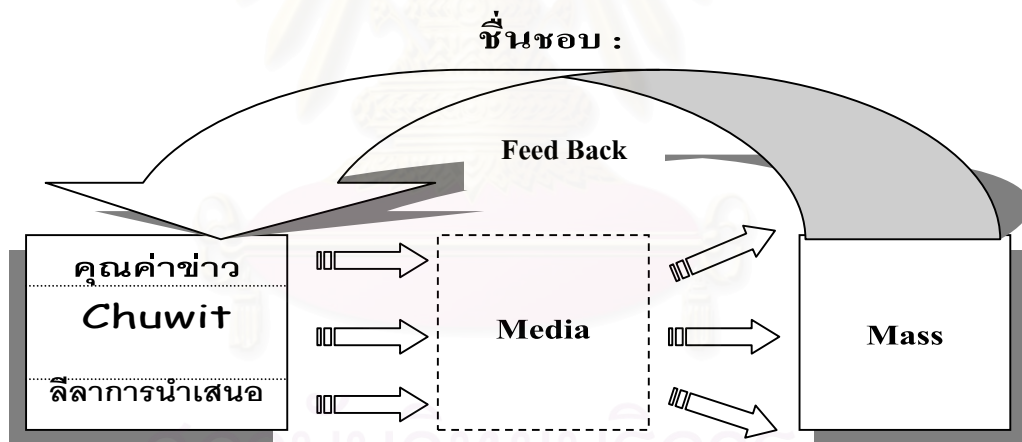 ชื่นชอบ :
Feed Back
คุณค่าข่าว
Chuwit
ลีลาการนำเสนอ
Media
Mass